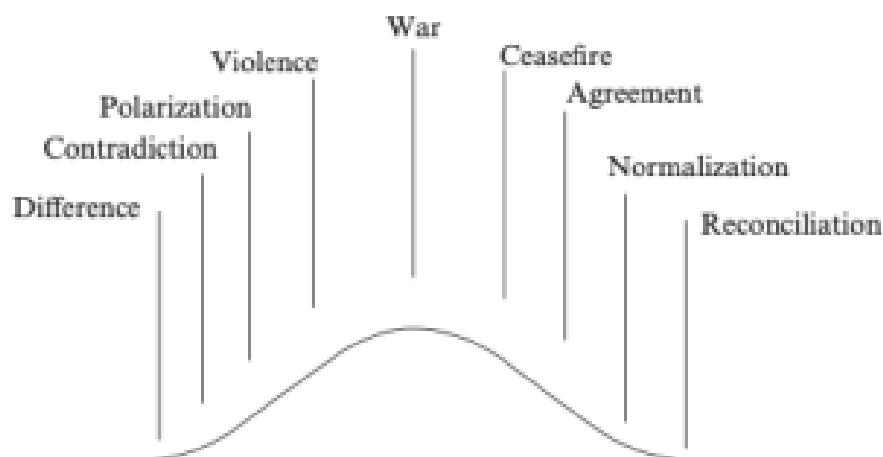 War
Violence
Ceasefire
Polarization
Agreement
Contradiction
Normalization
Difference
Reconciliation